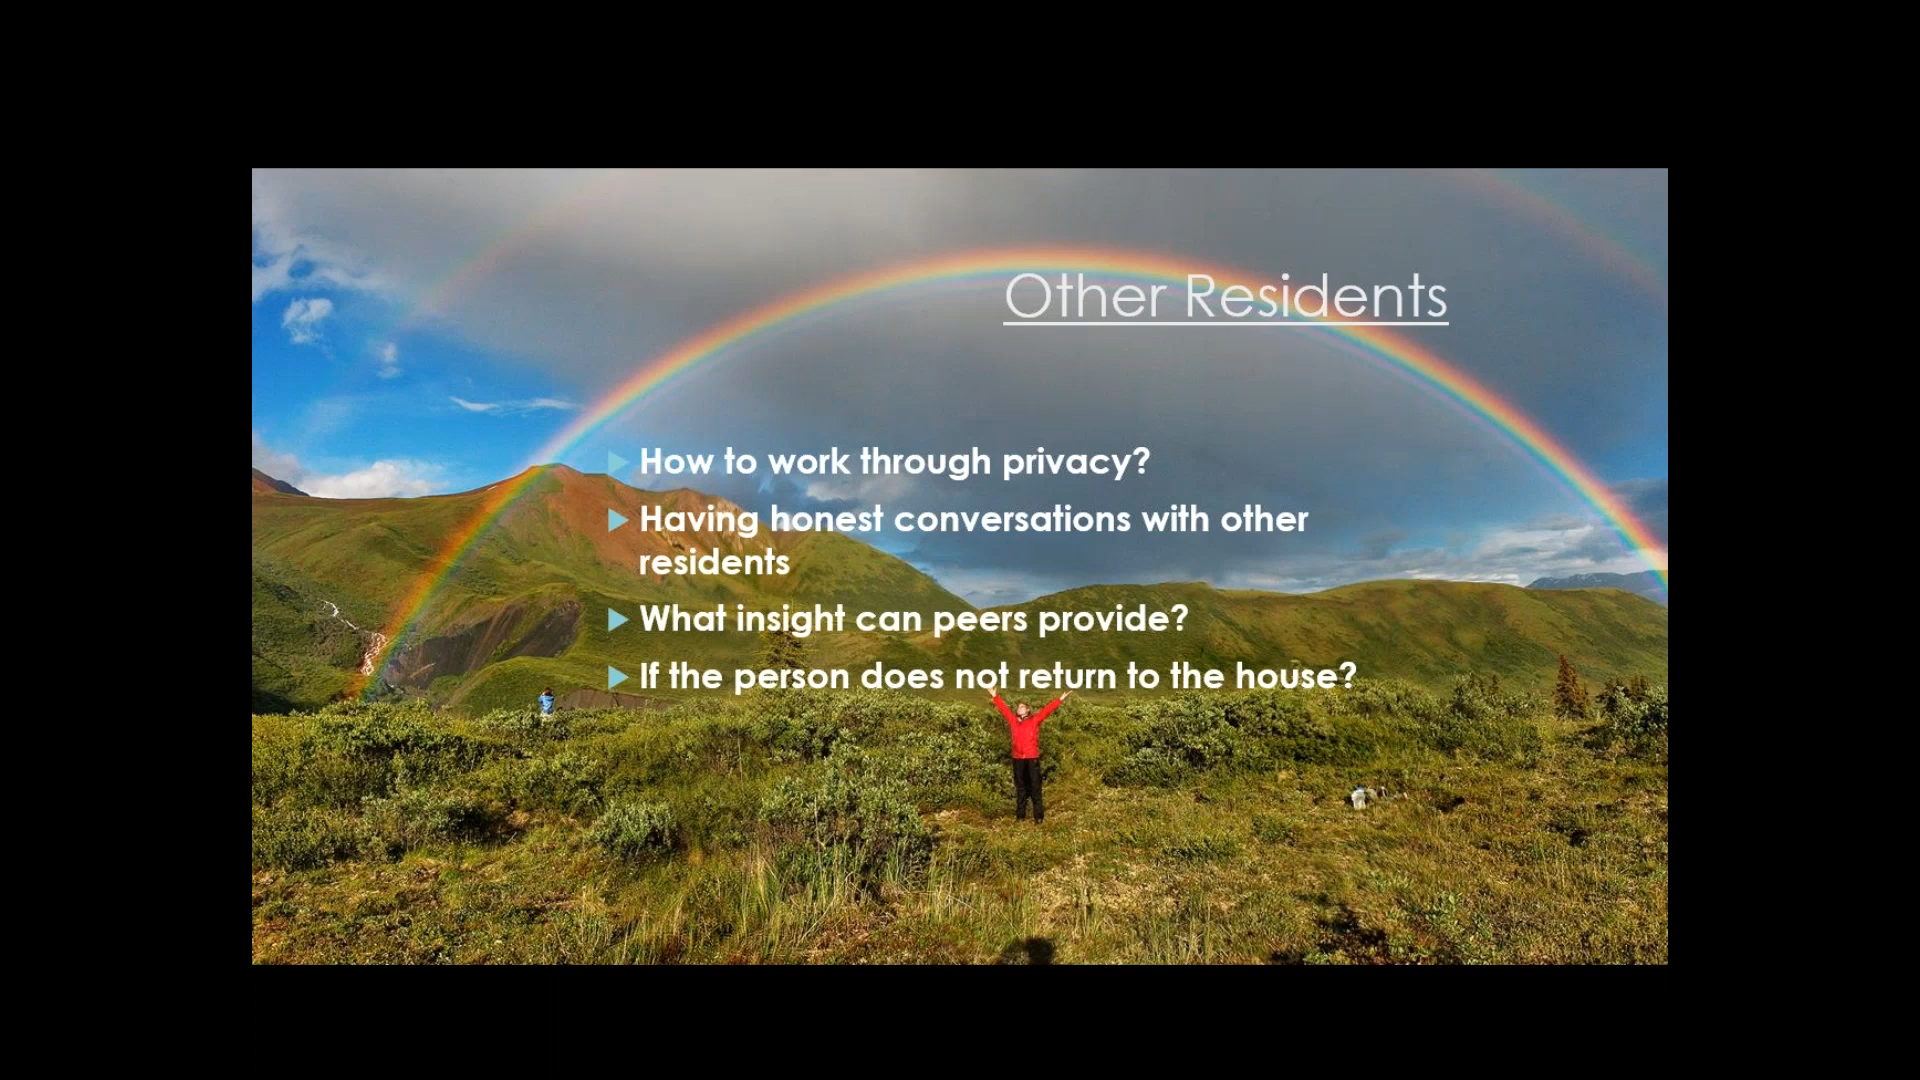 Other Residents
How to work through privacy?
Having honest conversations with other
residents
What insight can peers provide?
If the person does not return to the house?